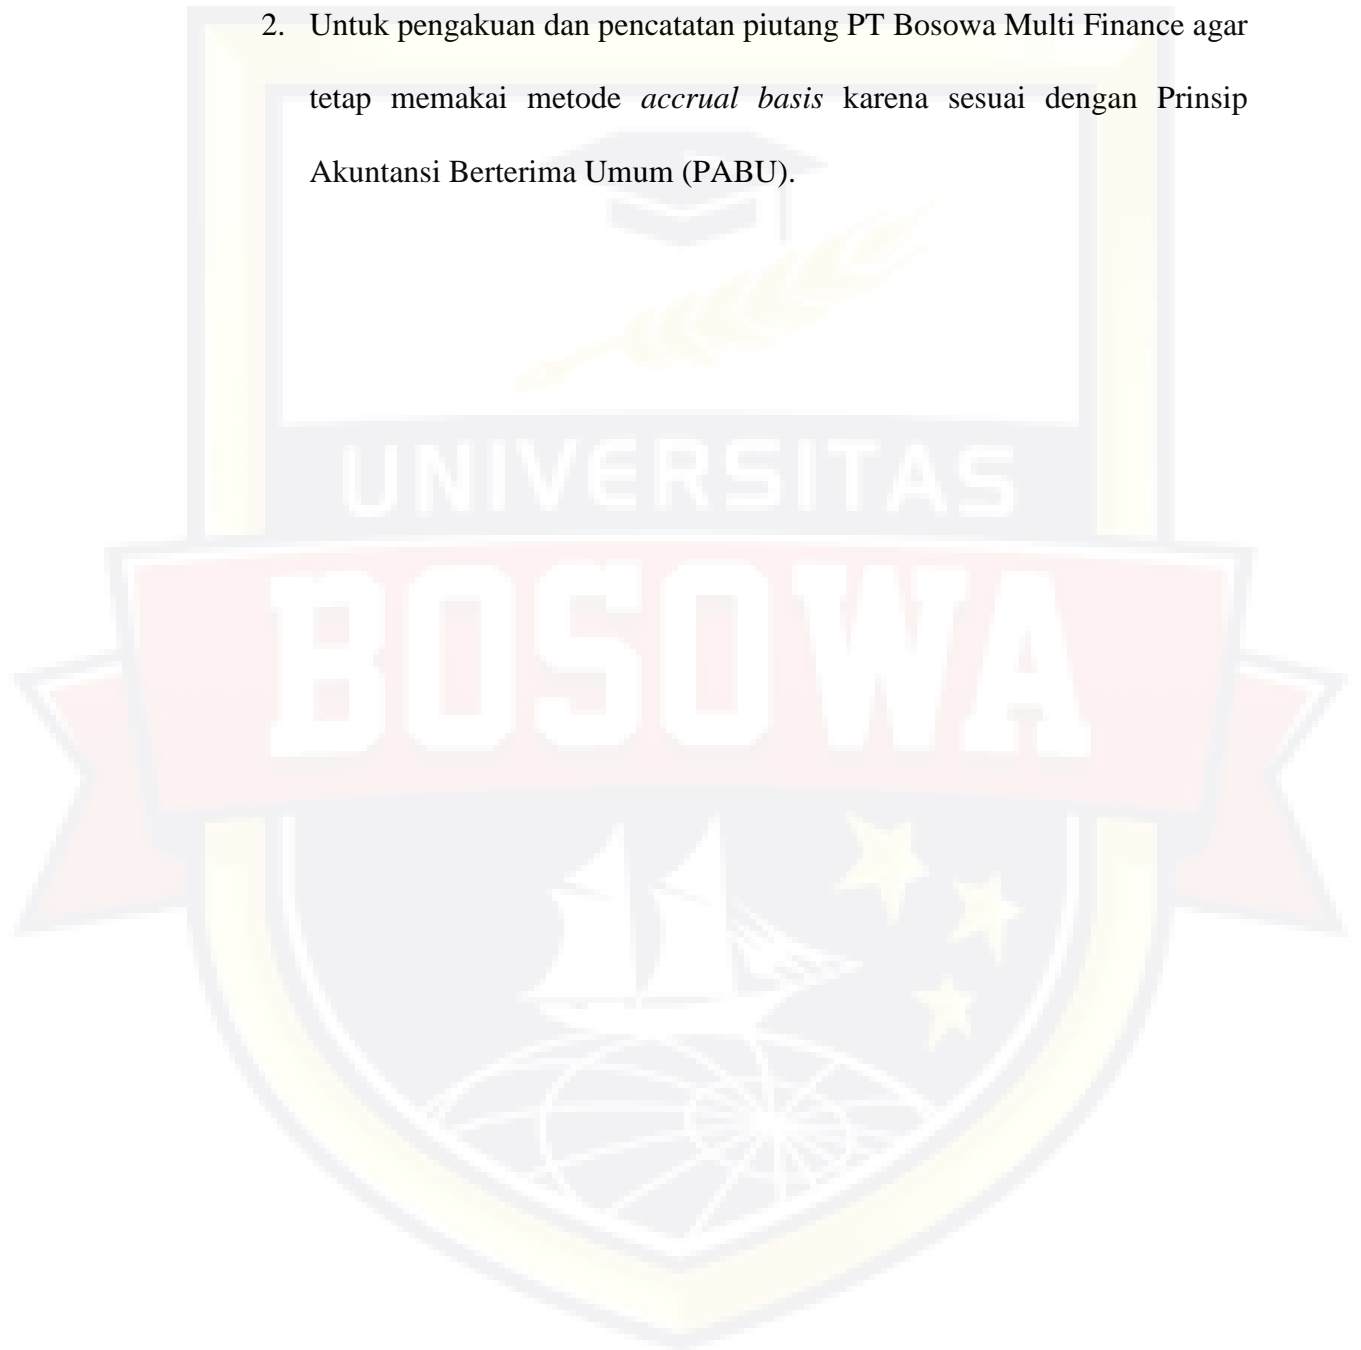 2. Untuk pengakuan dan pencatatan piutang PT Bosowa Multi Finance agar
tetap memakai metode accrual basis karena sesuai dengan Prinsip
Akuntansi Berterima Umum (PABU).
UNIVERSITAS
BOSOWA